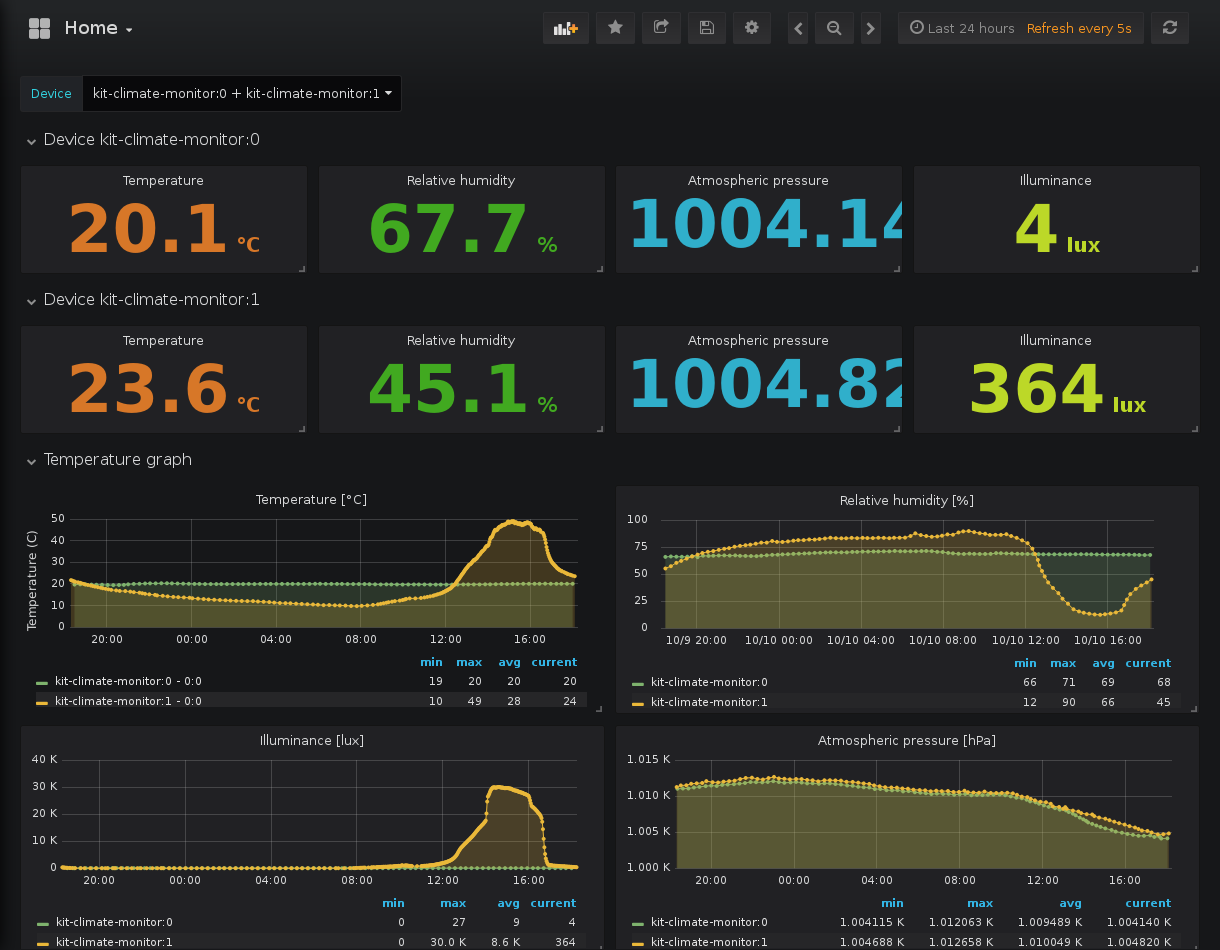 Home
Last 24 hours Refresh every 5s
Device kit-climate-monitor:0 + kit-climate-monitor:1
Device kit-climate-monitor:0
Temperature Relative humidity Atmospheric pressure Illuminance
20.1 °C 67.7 % 1004.14 4 lux
Device kit-climate-monitor:1
Temperature Relative humidity Atmospheric pressure Illuminance
23.6 °C 45.1 % 1004.82 364 lux
Temperature graph
Temperature [°C]
Temperature (C)
50
40
30
20
10
0
20:00 00:00 04:00 08:00 12:00 16:00
min max avg current
kit-climate-monitor:0 - 0:0 19 20 20 20
kit-climate-monitor:1 - 0:0 10 49 28 24
Relative humidity [%]
100
75
50
25
0
10/9 20:00 10/10 00:00 10/10 04:00 10/10 08:00 10/10 12:00 10/10 16:00
min max avg current
kit-climate-monitor:0 66 71 69 68
kit-climate-monitor:1 12 90 66 45
Illuminance [lux]
40 K
30 K
20 K
10 K
0
20:00 00:00 04:00 08:00 12:00 16:00
min max avg current
kit-climate-monitor:0 0 27 9 4
kit-climate-monitor:1 0 30.0 K 8.6 K 364
Atmospheric pressure [hPa]
1.015 K
1.010 K
1.005 K
1.000 K
20:00 00:00 04:00 08:00 12:00 16:00
min max avg current
kit-climate-monitor:0 1.004115 K 1.012063 K 1.009489 K 1.004140 K
kit-climate-monitor:1 1.004688 K 1.012658 K 1.010049 K 1.004820 K